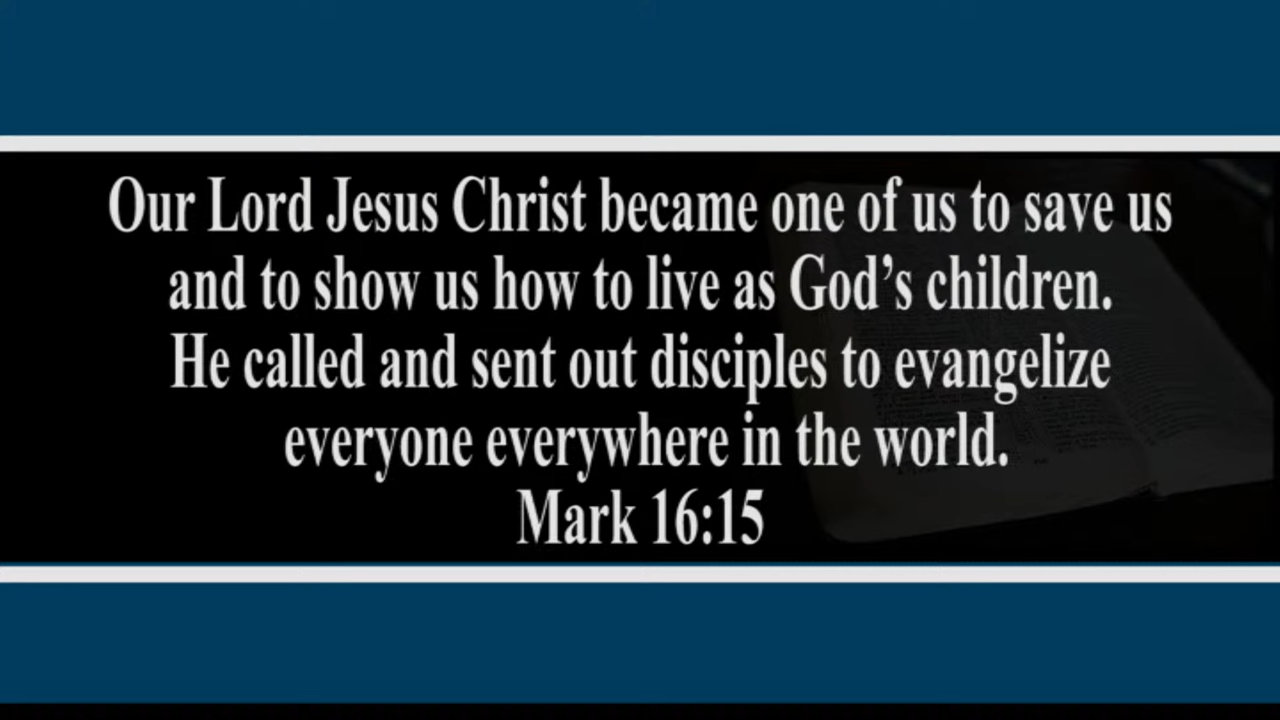 Our Lord Jesus Christ became one of us to save us
and to show us how to live as God’s children.
He called and sent out disciples to evangelize
everyone everywhere in the world.
Mark 16:15